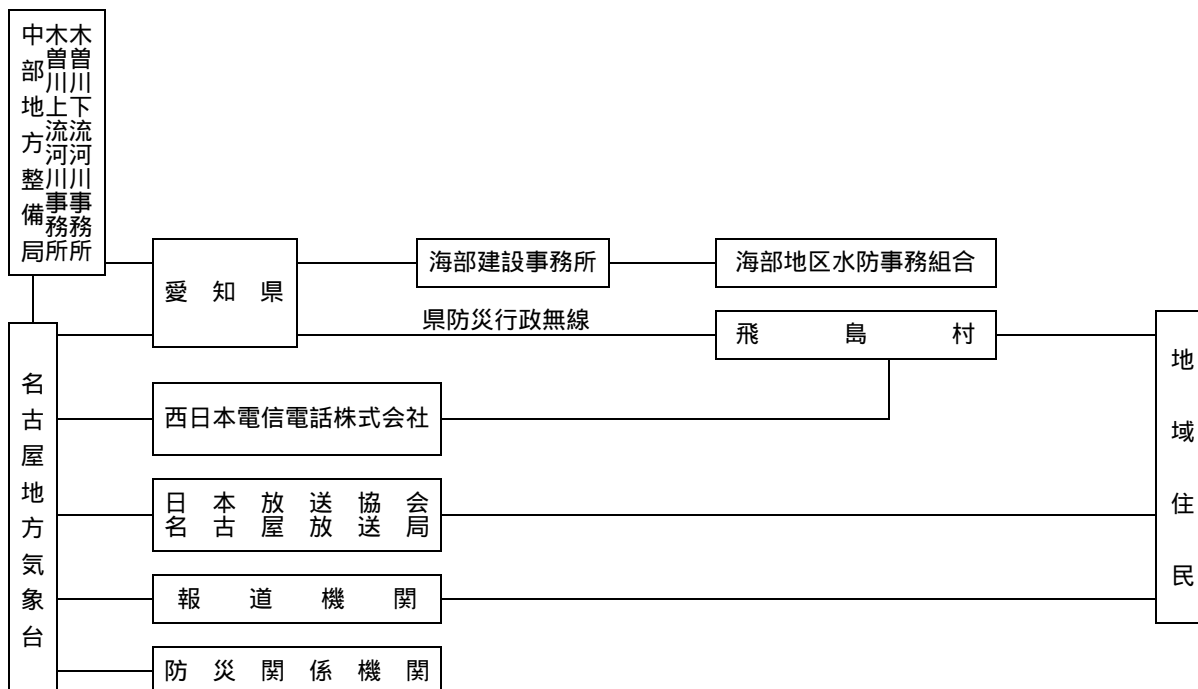 中部地方整備局
木曽川上流河川事務所
木曽川下流河川事務所
愛知県
海部建設事務所
海部地区水防事務組合
県防災行政無線
飛島村
地域住民
名古屋地方気象台
西日本電信電話株式会社
日本放送協会
名古屋放送局
報道機関
防災関係機関